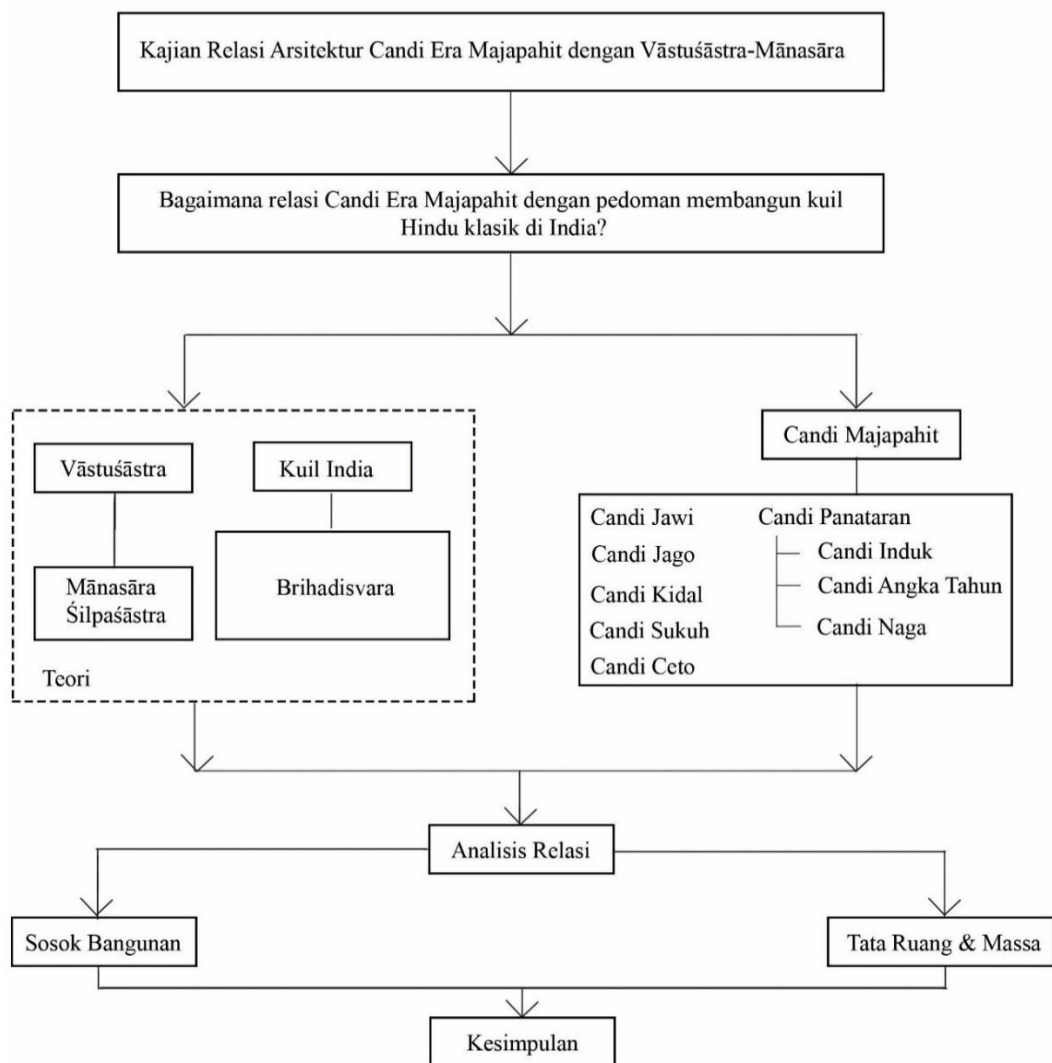 Kajian Relasi Arsitektur Candi Era Majapahit dengan Vāstuśāstra-Mānasāra
Bagaimana relasi Candi Era Majapahit dengan pedoman membangun kuil
Hindu klasik di India?
Vāstuśāstra
Mānasāra
Śilpaśāstra
Kuil India
Brihadisvara
Teori
Candi Majapahit
Candi Jawi
Candi Jago
Candi Kidal
Candi Sukuh
Candi Ceto
Candi Panataran
Candi Induk
Candi Angka Tahun
Candi Naga
Analisis Relasi
Sosok Bangunan
Tata Ruang & Massa
Kesimpulan